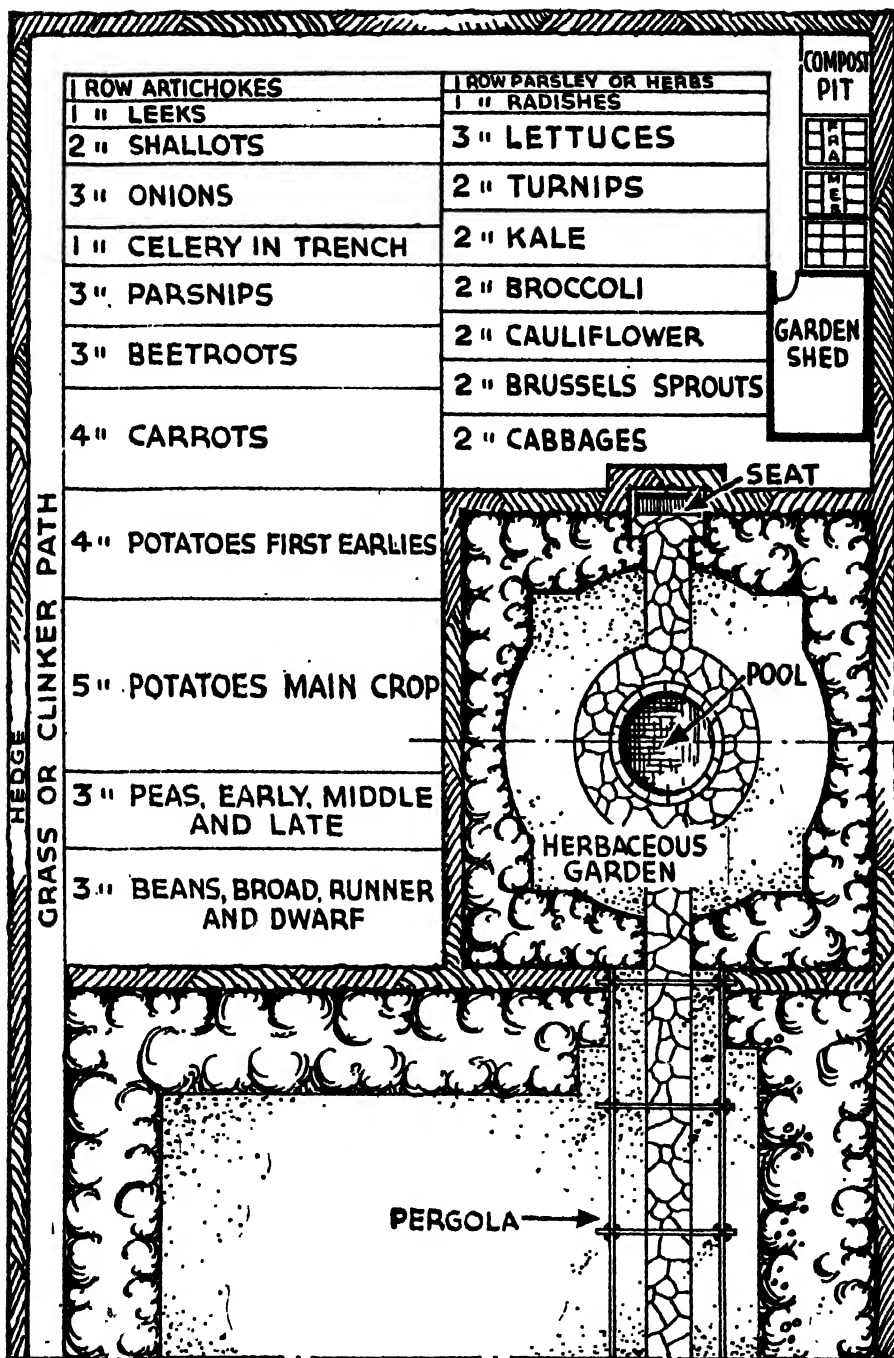 1 ROW ARTICHOKES
1 " LEEKS
2 " SHALLOTS
3 " ONIONS
1 " CELERY IN TRENCH
3 " PARSNIPS
3 " BEETROOTS
4 " CARROTS
4 " POTATOES FIRST EARLIES
5 " POTATOES MAIN CROP
3 " PEAS, EARLY, MIDDLE
AND LATE
3 " BEANS, BROAD, RUNNER
AND DWARF
1 ROW PARSLEY OR HERBS
1 " RADISHES
3 " LETTUCES
2 " TURNIPS
2 " KALE
2 " BROCCOLI
2 " CAULIFLOWER
2 " BRUSSELS SPROUTS
2 " CABBAGES
COMPOST
PIT
FRA
MES
GARDEN
SHED
SEAT
POOL
HERBACEOUS
GARDEN
PERGOLA
HEDGE
GRASS OR CLINKER PATH